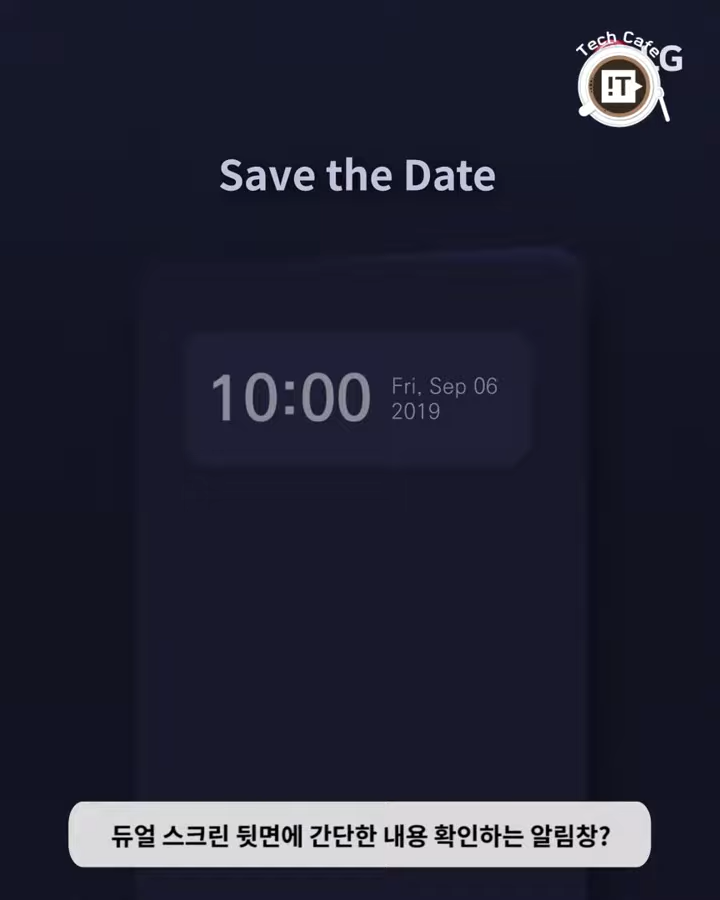 Tech Cafe
G
!T
Save the Date
10:00
Fri, Sep 06
2019
듀얼 스크린 뒷면에 간단한 내용 확인하는 알림창?